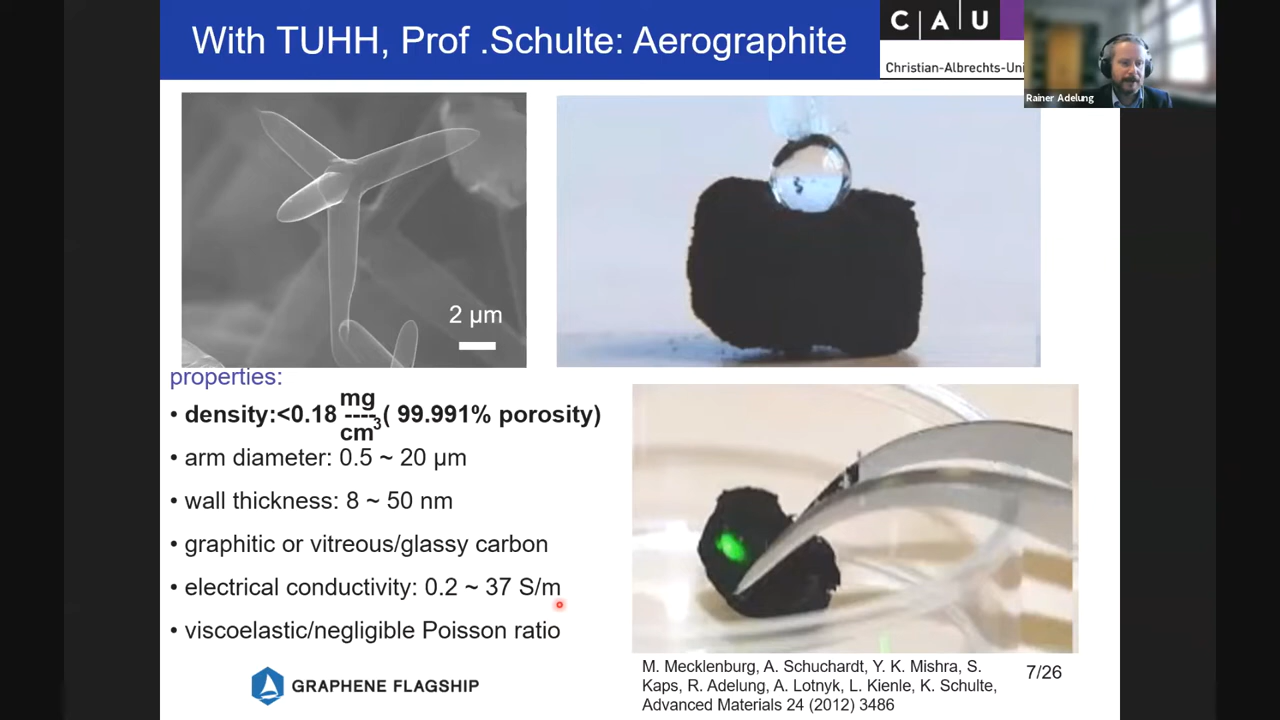 With TUHH, Prof .Schulte: Aerographite
C|A|U
Christian-Albrechts-Uni
Rainer Adelung
2 µm
properties:
• density:<0.18 mg ---- cm3 ( 99.991% porosity)
• arm diameter: 0.5 ~ 20 µm
• wall thickness: 8 ~ 50 nm
• graphitic or vitreous/glassy carbon
• electrical conductivity: 0.2 ~ 37 S/m
• viscoelastic/negligible Poisson ratio
GRAPHENE FLAGSHIP
M. Mecklenburg, A. Schuchardt, Y. K. Mishra, S.
Kaps, R. Adelung, A. Lotnyk, L. Kienle, K. Schulte,
Advanced Materials 24 (2012) 3486
7/26